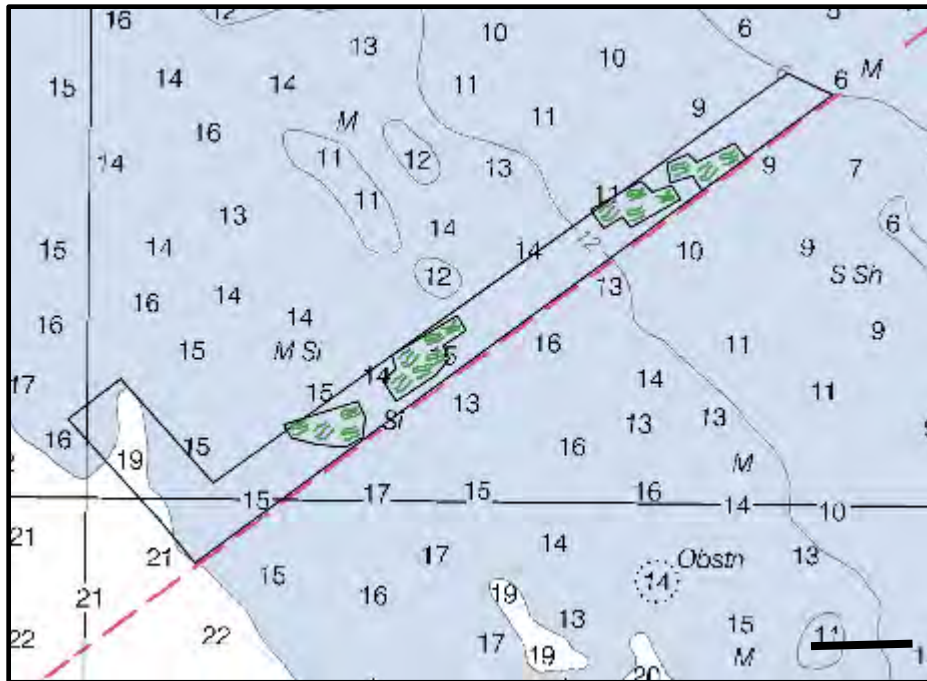 16 12 13 10 6 5
15 14 14 11 10 6 M
16 M 11 9
14 11 12 13 9 7
13 11 11 6
15 14 14 14 12 10 9 S Sh
16 16 14 12 13
14 16 11 9
15 M Si 15
17 15 14 13 14 11
16 15 Si 13 13
19 16 M
15 17 15 16 14 10
21 21 17 14 Obstn 13
15 14
21 16 19 13 15 11
22 22 17 19 20 M